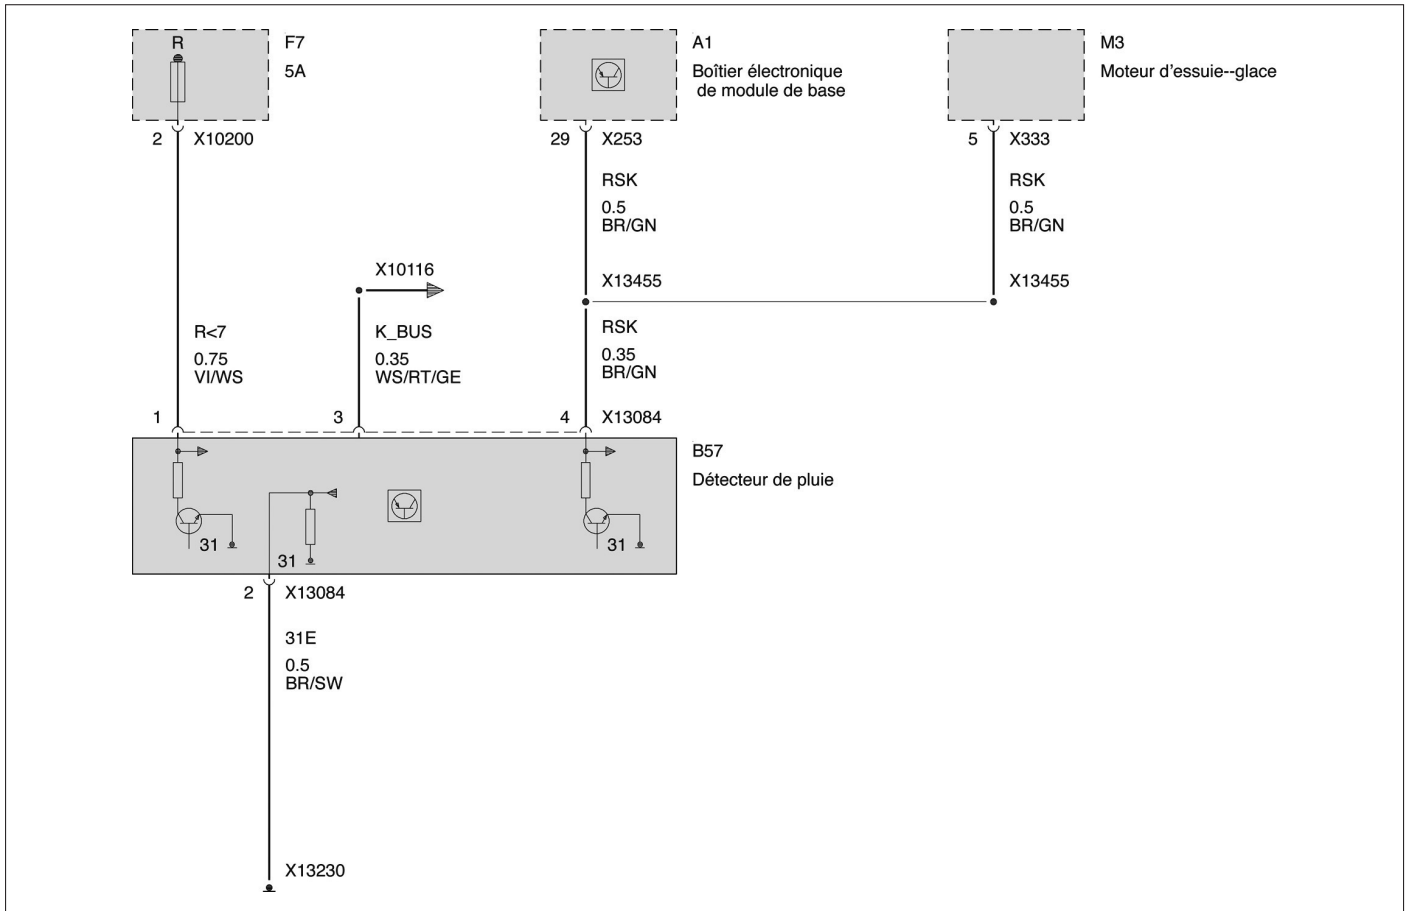 R
F7
5A
2
X10200
A1
Boîtier électronique
de module de base
29
X253
M3
Moteur d'essuie--glace
5
X333
RSK
0.5
BR/GN
RSK
0.5
BR/GN
X10116
X13455
X13455
R<7
0.75
VI/WS
K_BUS
0.35
WS/RT/GE
RSK
0.35
BR/GN
1
3
4
X13084
B57
Détecteur de pluie
31
31
31
2
X13084
31E
0.5
BR/SW
X13230